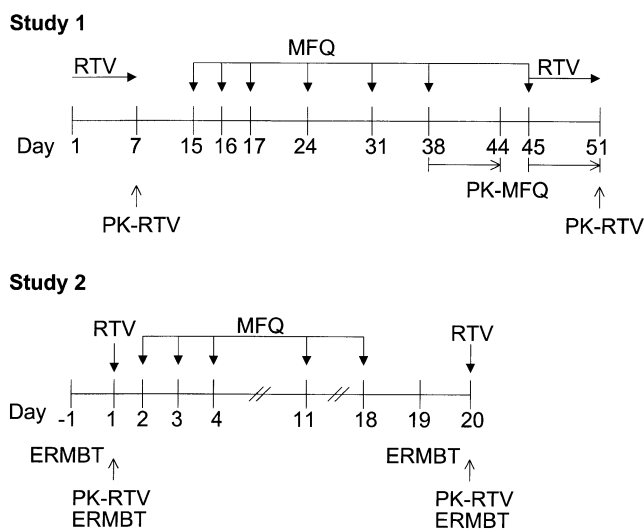 Study 1
MFQ
RTV RTV
Day 1 7 15 16 17 24 31 38 44 45 51
PK-MFQ
PK-RTV PK-RTV
Study 2
RTV MFQ RTV
Day -1 1 2 3 4 11 18 19 20
ERMBT ERMBT
PK-RTV PK-RTV
ERMBT ERMBT